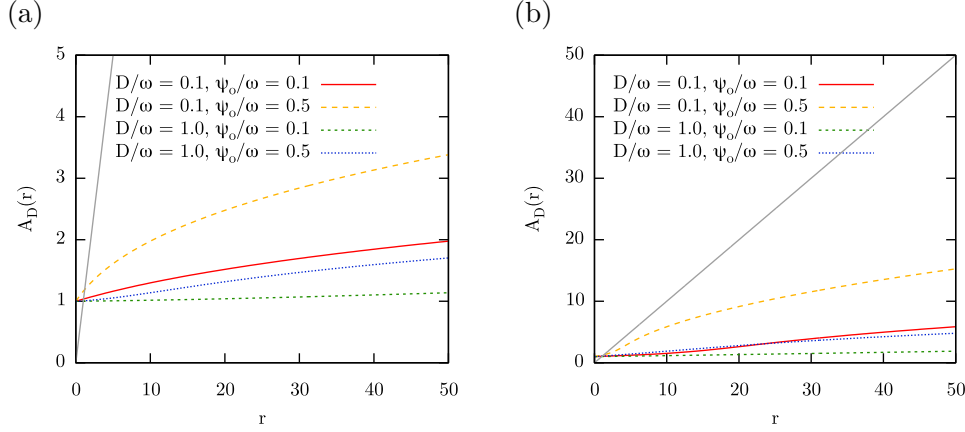 (a)
A_D(r)
5
4
3
2
1
0
D/ω = 0.1, ψ_o/ω = 0.1
D/ω = 0.1, ψ_o/ω = 0.5
D/ω = 1.0, ψ_o/ω = 0.1
D/ω = 1.0, ψ_o/ω = 0.5
0 10 20 30 40 50
r
(b)
A_D(r)
50
40
30
20
10
0
D/ω = 0.1, ψ_o/ω = 0.1
D/ω = 0.1, ψ_o/ω = 0.5
D/ω = 1.0, ψ_o/ω = 0.1
D/ω = 1.0, ψ_o/ω = 0.5
0 10 20 30 40 50
r